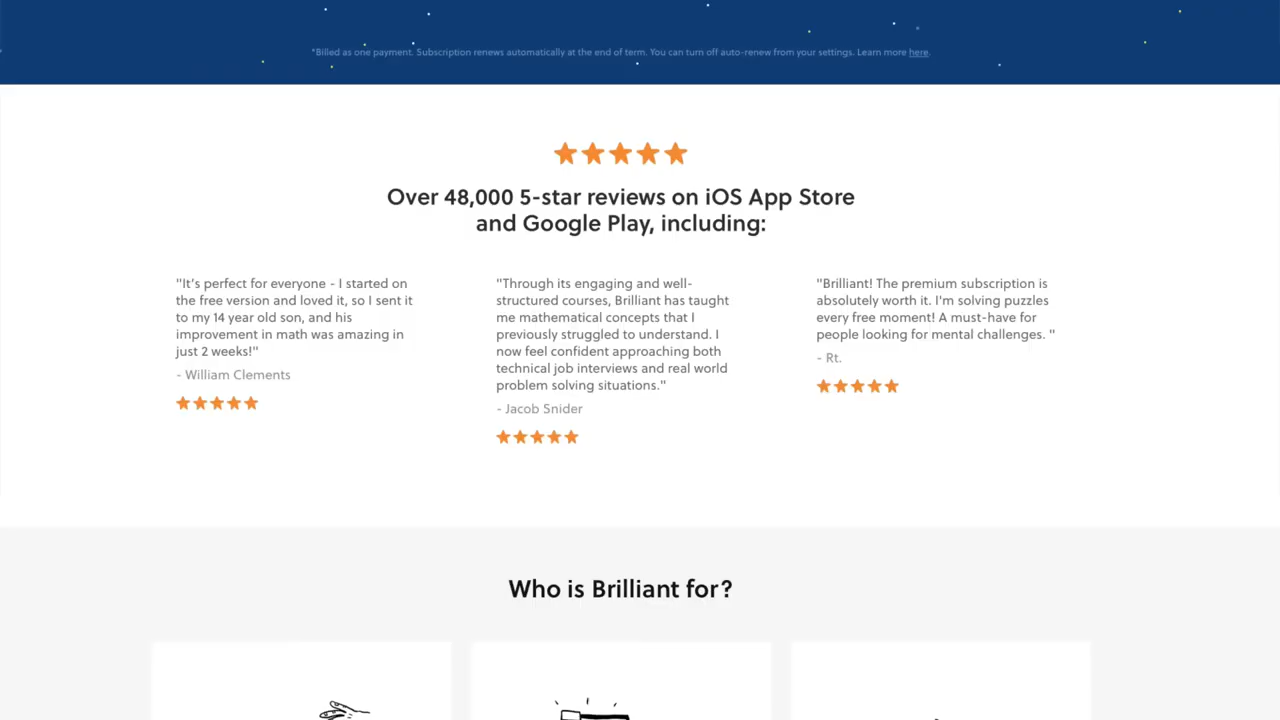 *Billed as one payment. Subscription renews automatically at the end of term. You can turn off auto-renew from your settings. Learn more here.
Over 48,000 5-star reviews on iOS App Store
and Google Play, including:
"It's perfect for everyone - I started on
the free version and loved it, so I sent it
to my 14 year old son, and his
improvement in math was amazing in
just 2 weeks!"
- William Clements
"Through its engaging and well-
structured courses, Brilliant has taught
me mathematical concepts that I
previously struggled to understand. I
now feel confident approaching both
technical job interviews and real world
problem solving situations."
- Jacob Snider
"Brilliant! The premium subscription is
absolutely worth it. I'm solving puzzles
every free moment! A must-have for
people looking for mental challenges. "
- Rt.
Who is Brilliant for?